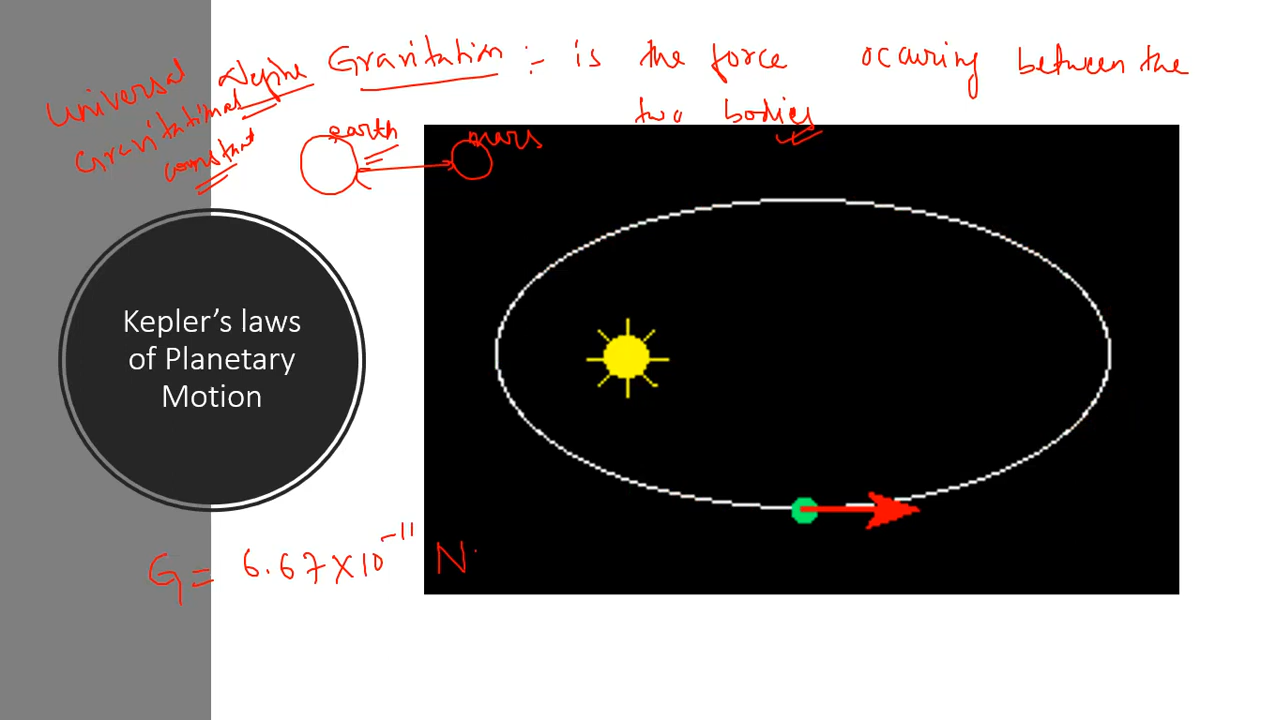 Define Gravitation :- is the force occuring between the
two bodies
Universal
Gravitational
constant
earth
mars
Kepler's laws
of Planetary
Motion
G = 6.67×10⁻¹¹ N